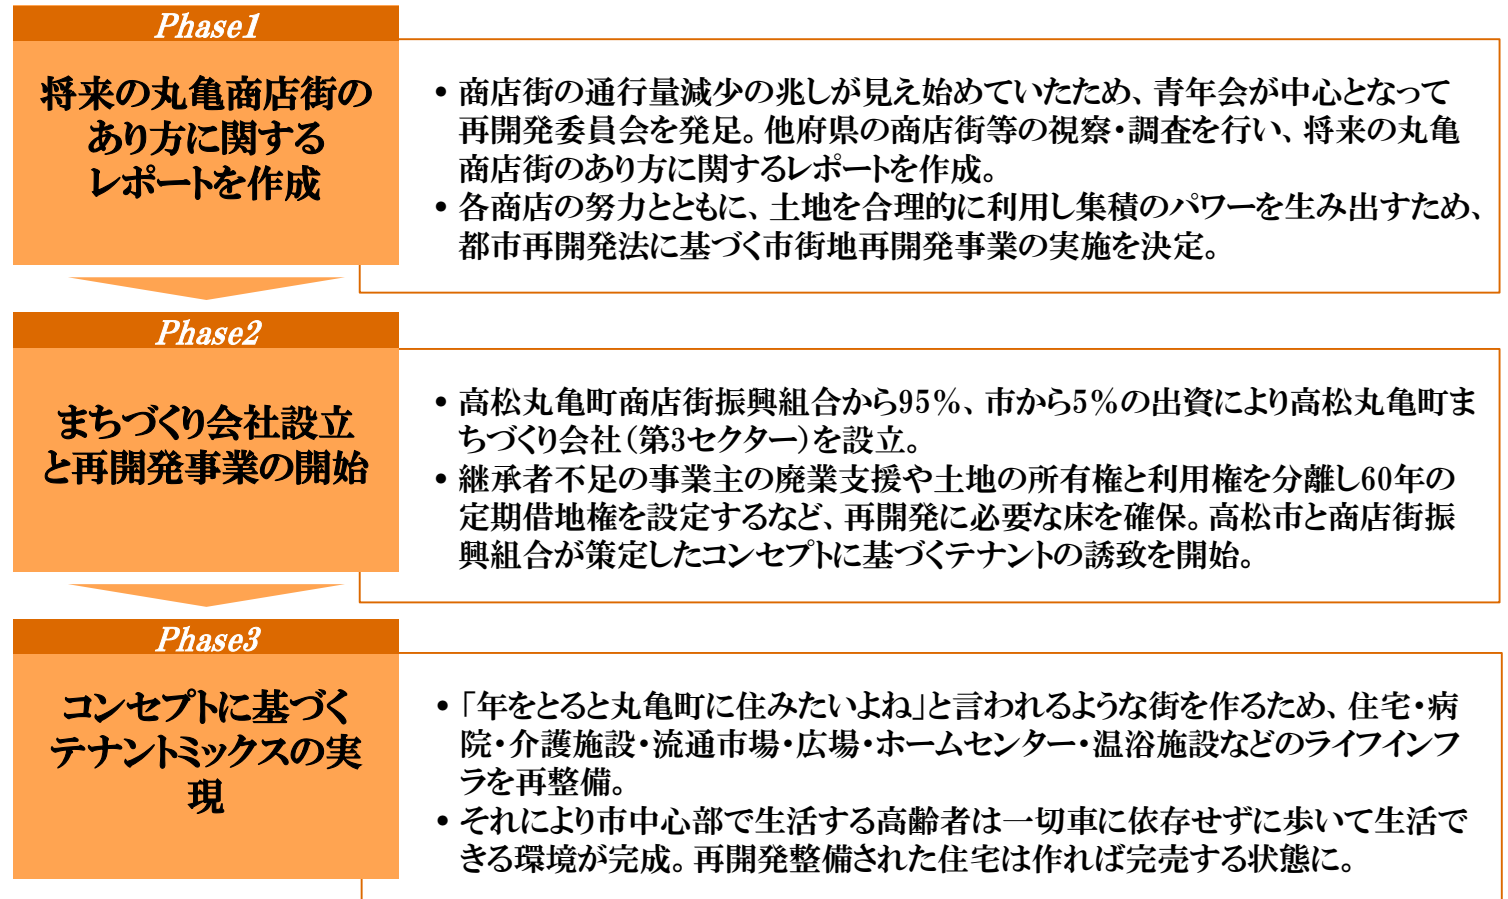 Phase1
将来の丸亀商店街の
あり方に関する
レポートを作成
• 商店街の通行量減少の兆しが見え始めていたため、青年会が中心となって
再開発委員会を発足。他府県の商店街等の視察・調査を行い、将来の丸亀
商店街のあり方に関するレポートを作成。
• 各商店の努力とともに、土地を合理的に利用し集積のパワーを生み出すため、
都市再開発法に基づく市街地再開発事業の実施を決定。
Phase2
まちづくり会社設立
と再開発事業の開始
• 高松丸亀町商店街振興組合から95%、市から5%の出資により高松丸亀町ま
ちづくり会社(第3セクター)を設立。
• 継承者不足の事業主の廃業支援や土地の所有権と利用権を分離し60年の
定期借地権を設定するなど、再開発に必要な床を確保。高松市と商店街振
興組合が策定したコンセプトに基づくテナントの誘致を開始。
Phase3
コンセプトに基づく
テナントミックスの実
現
• 「年をとると丸亀町に住みたいよね」と言われるような街を作るため、住宅・病
院・介護施設・流通市場・広場・ホームセンター・温浴施設などのライフインフ
ラを再整備。
• それにより市中心部で生活する高齢者は一切車に依存せずに歩いて生活で
きる環境が完成。再開発整備された住宅は作れば完売する状態に。